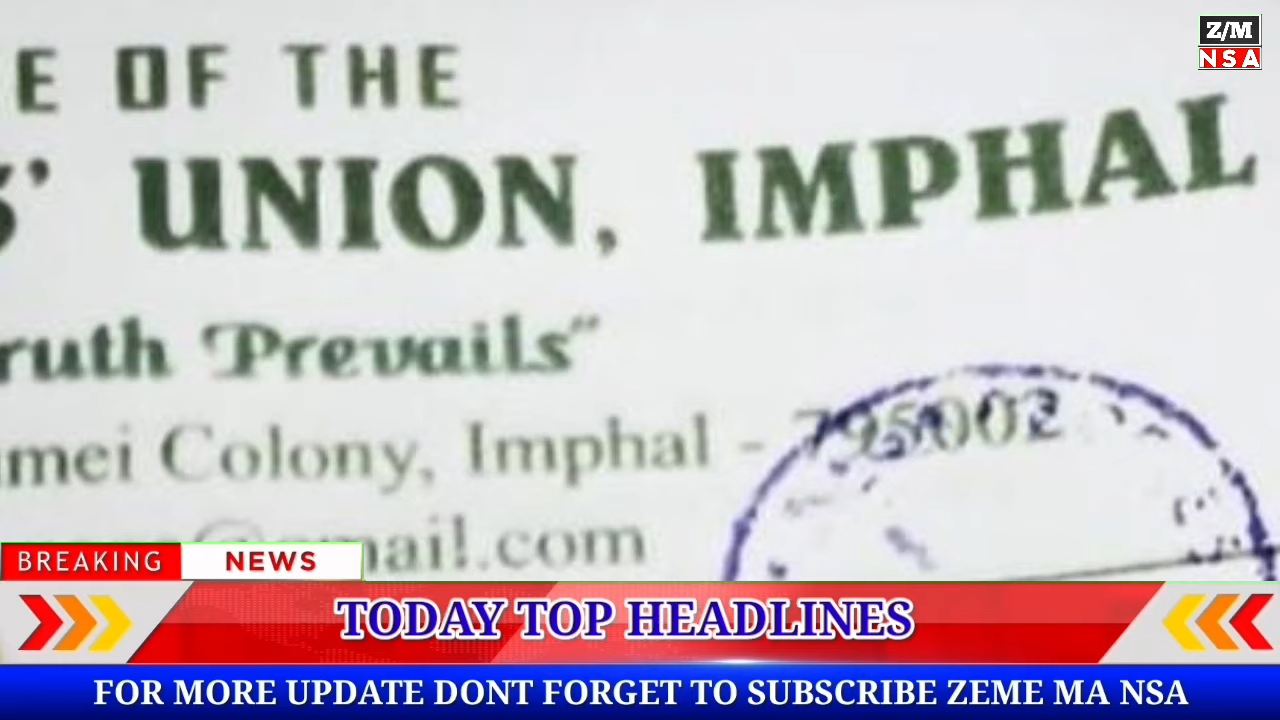 Z/M
NSA
E OF THE
' UNION, IMPHAL
ruth Prevails"
mei Colony, Imphal - 795002
@gmail.com
BREAKING NEWS
TODAY TOP HEADLINES
FOR MORE UPDATE DONT FORGET TO SUBSCRIBE ZEME MA NSA